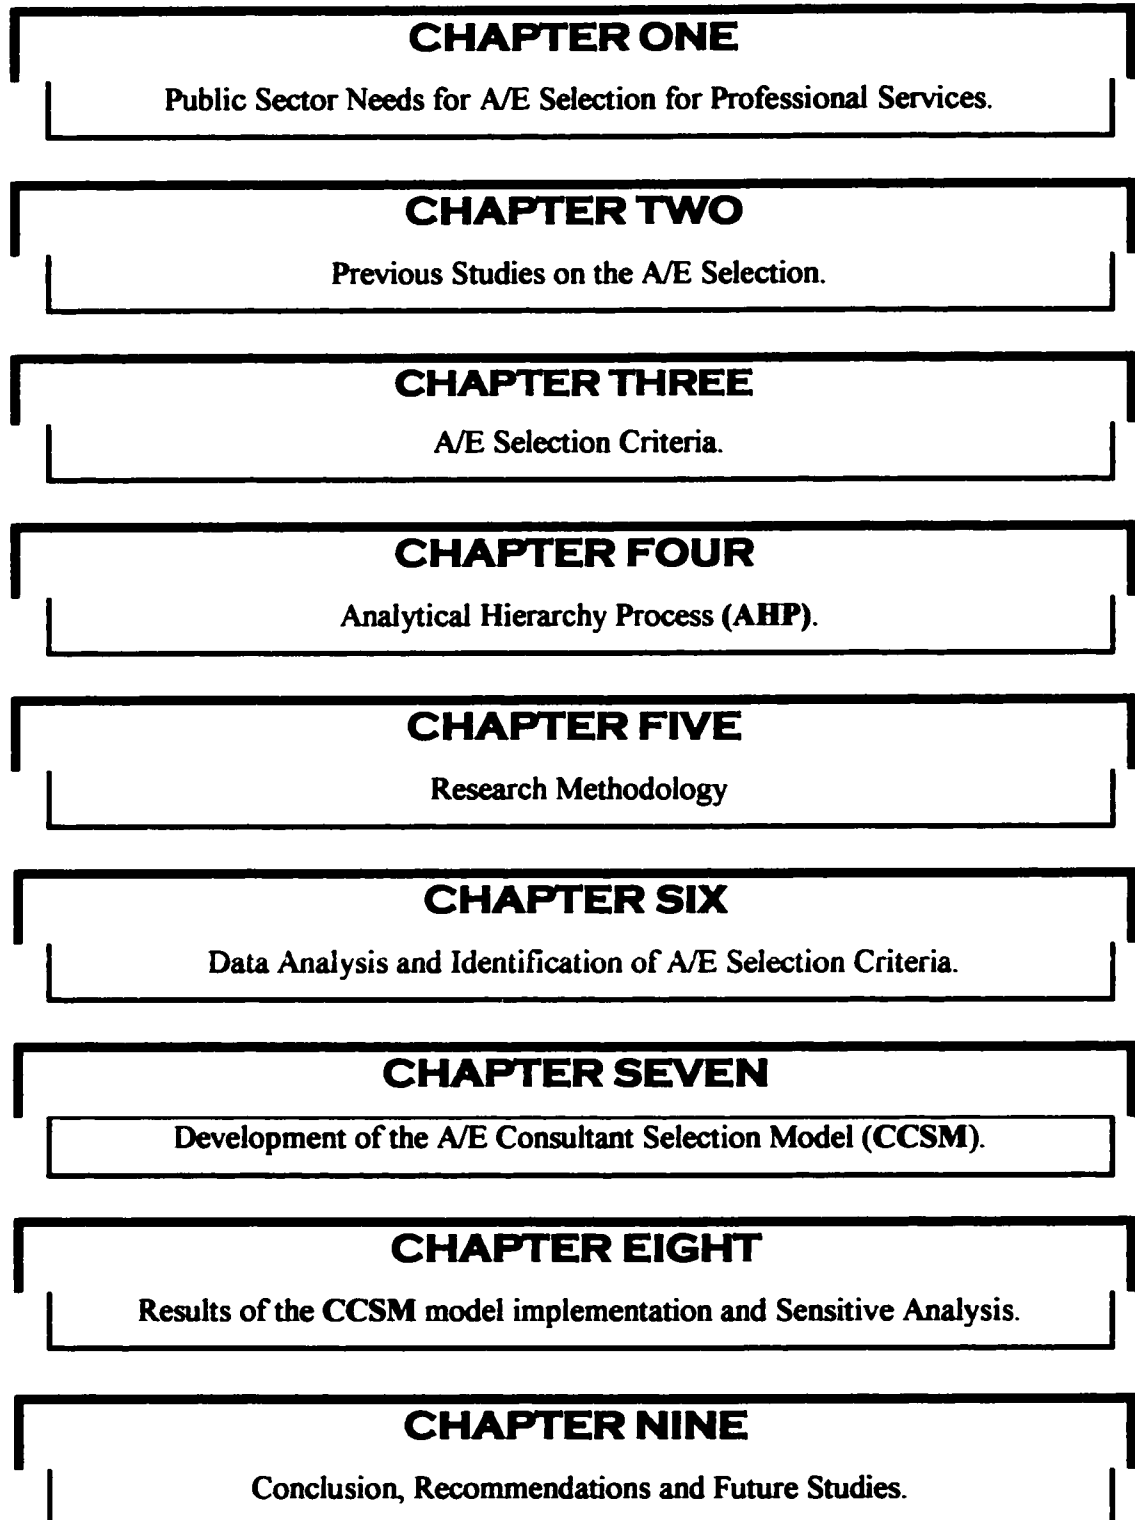 CHAPTER ONE
Public Sector Needs for A/E Selection for Professional Services.
CHAPTER TWO
Previous Studies on the A/E Selection.
CHAPTER THREE
A/E Selection Criteria.
CHAPTER FOUR
Analytical Hierarchy Process (AHP).
CHAPTER FIVE
Research Methodology
CHAPTER SIX
Data Analysis and Identification of A/E Selection Criteria.
CHAPTER SEVEN
Development of the A/E Consultant Selection Model (CCSM).
CHAPTER EIGHT
Results of the CCSM model implementation and Sensitive Analysis.
CHAPTER NINE
Conclusion, Recommendations and Future Studies.